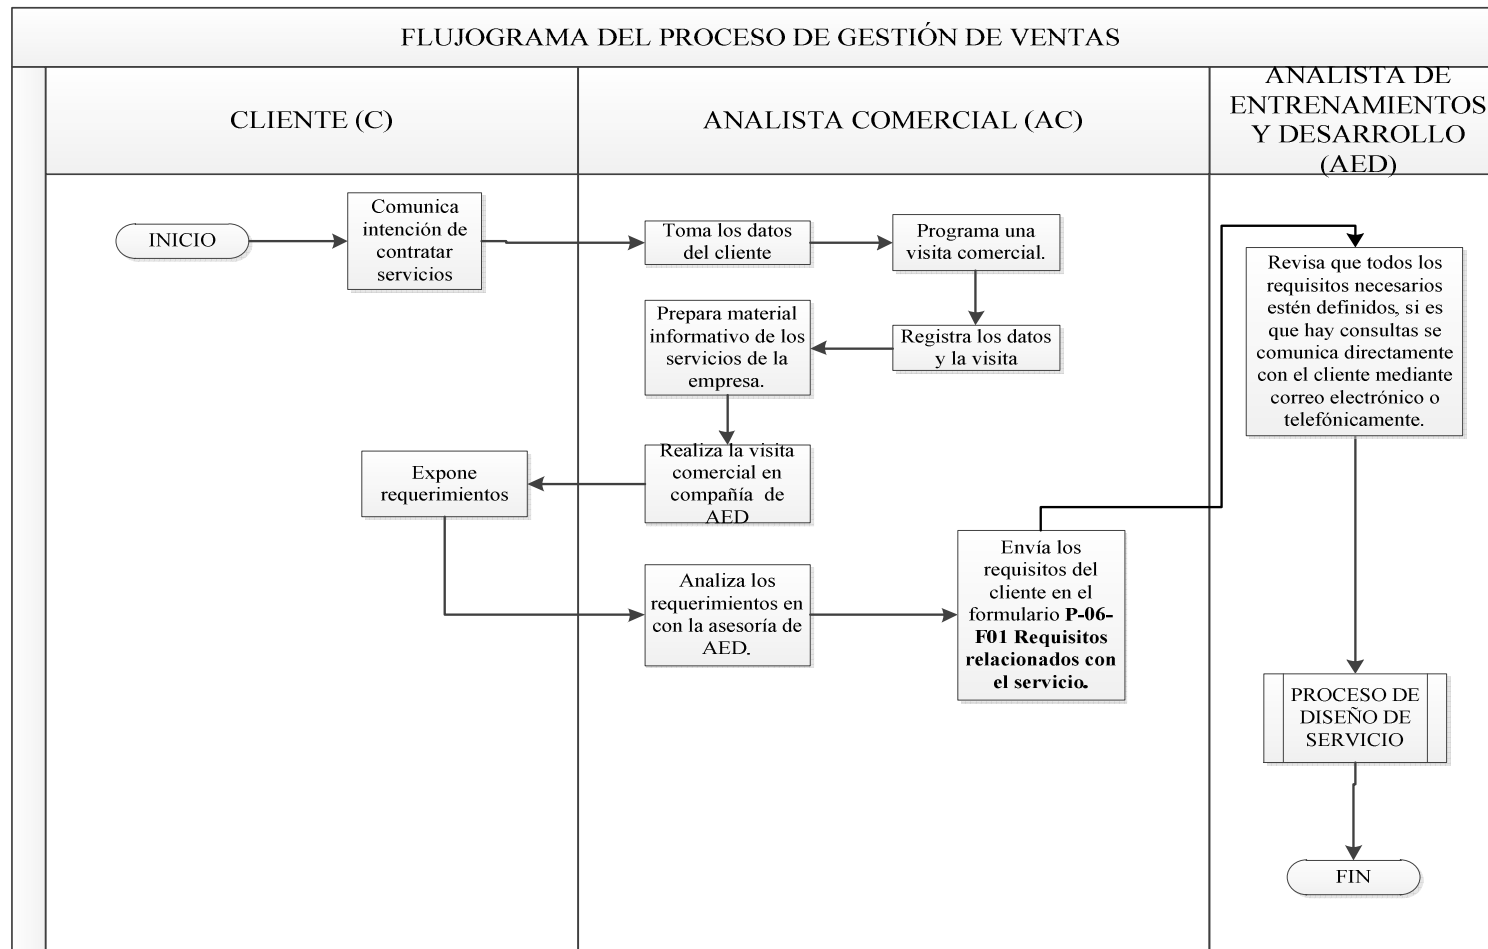 FLUJOGRAMA DEL PROCESO DE GESTIÓN DE VENTAS
CLIENTE (C)
ANALISTA COMERCIAL (AC)
ANALISTA DE
ENTRENAMIENTOS
Y DESARROLLO
(AED)
INICIO
Comunica
intención de
contratar
servicios
Toma los datos
del cliente
Programa una
visita comercial.
Registra los datos
y la visita
Prepara material
informativo de los
servicios de la
empresa.
Realiza la visita
comercial en
compañía de
AED
Expone
requerimientos
Analiza los
requerimientos en
con la asesoría de
AED.
Envía los
requisitos del
cliente en el
formulario P-06-
F01 Requisitos
relacionados con
el servicio.
Revisa que todos los
requisitos necesarios
estén definidos, si es
que hay consultas se
comunica directamente
con el cliente mediante
correo electrónico o
telefónicamente.
PROCESO DE
DISEÑO DE
SERVICIO
FIN